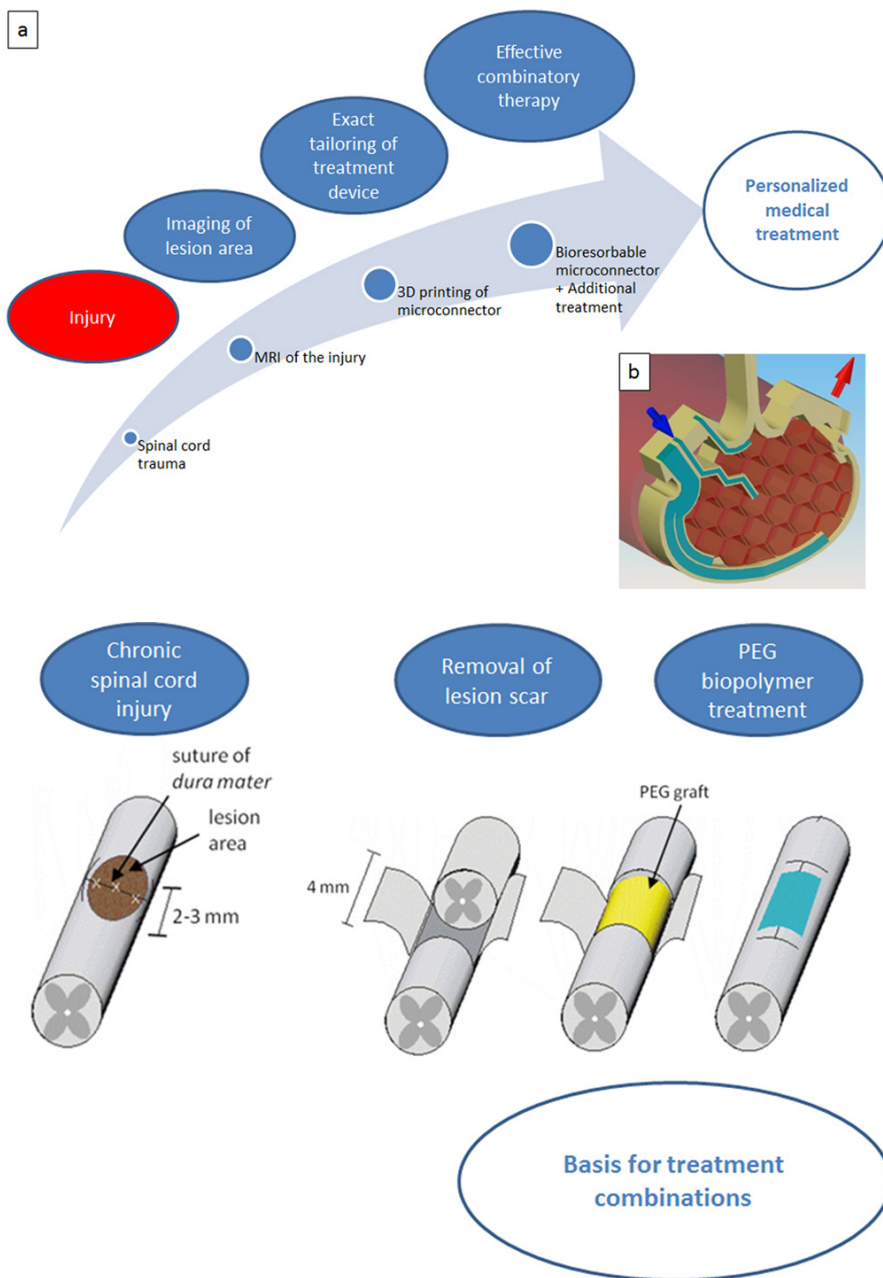 a
Effective
combinatory
therapy
Exact
tailoring of
treatment
device
Imaging of
lesion area
Injury
Personalized
medical
treatment
Bioresorbable
microconnector
+ Additional
treatment
3D printing of
microconnector
MRI of the injury
Spinal cord
trauma
b
Chronic
spinal cord
injury
Removal of
lesion scar
PEG
biopolymer
treatment
suture of
dura mater
lesion
area
2-3 mm
4 mm
PEG graft
Basis for treatment
combinations